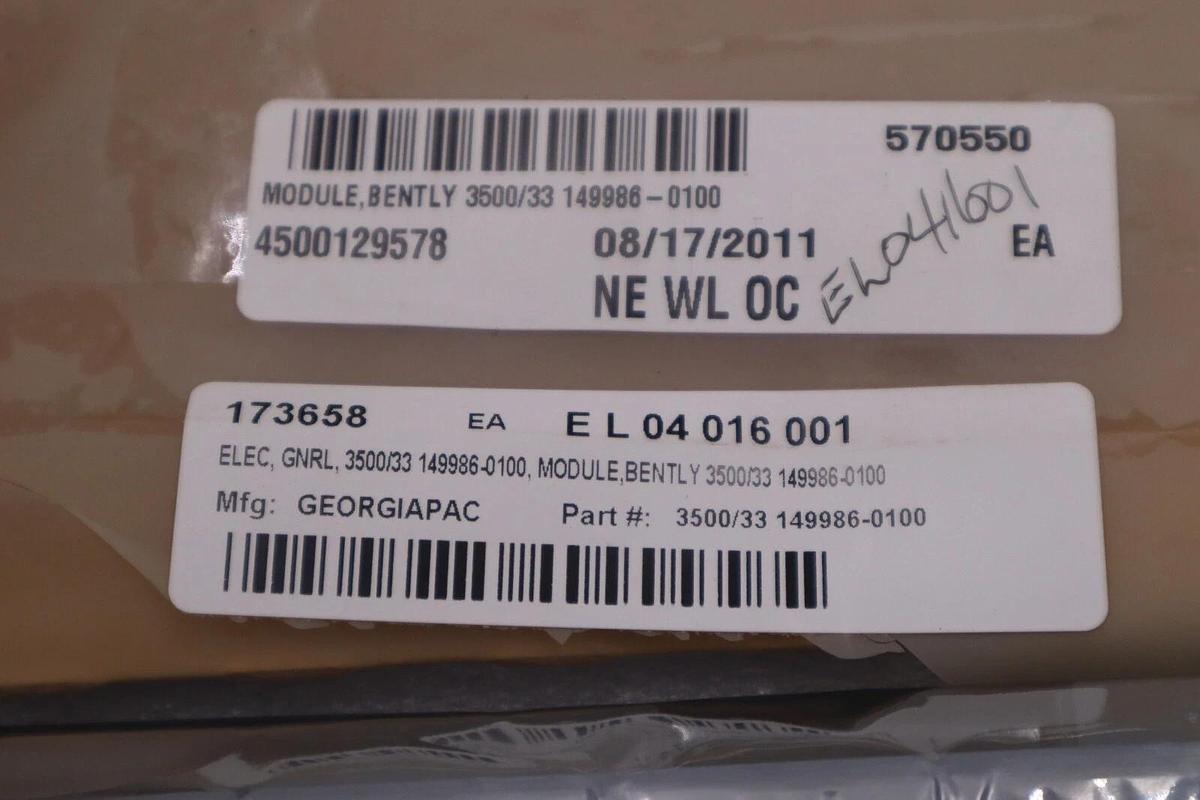 570550
MODULE,BENTLY 3500/33 149986-0100
4500129578 08/17/2011 EA
NE WL OC
173658 EA E L 04 016 001
ELEC, GNRL, 3500/33 149986-0100, MODULE,BENTLY 3500/33 149986-0100
Mfg: GEORGIAPAC Part #: 3500/33 149986-0100